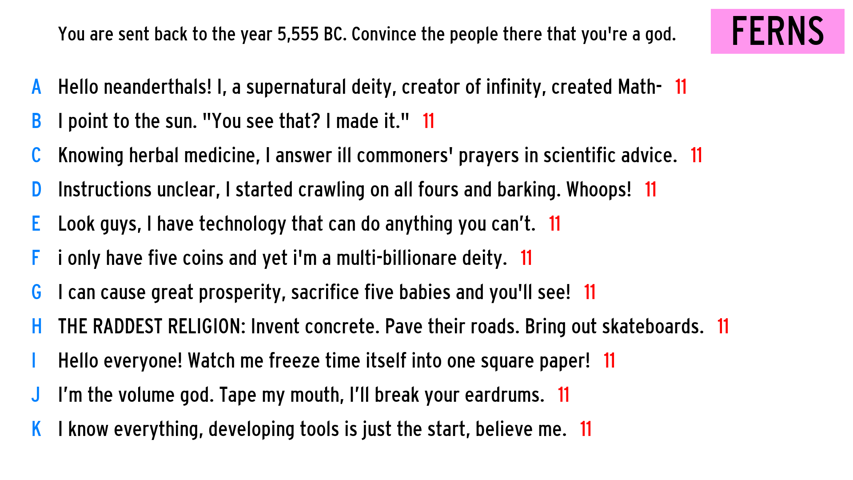 You are sent back to the year 5,555 BC. Convince the people there that you're a god.
FERNS
A Hello neanderthals! I, a supernatural deity, creator of infinity, created Math- 11
B I point to the sun. "You see that? I made it." 11
C Knowing herbal medicine, I answer ill commoners' prayers in scientific advice. 11
D Instructions unclear, I started crawling on all fours and barking. Whoops! 11
E Look guys, I have technology that can do anything you can’t. 11
F i only have five coins and yet i'm a multi-billionare deity. 11
G I can cause great prosperity, sacrifice five babies and you'll see! 11
H THE RADDEST RELIGION: Invent concrete. Pave their roads. Bring out skateboards. 11
I Hello everyone! Watch me freeze time itself into one square paper! 11
J I’m the volume god. Tape my mouth, I’ll break your eardrums. 11
K I know everything, developing tools is just the start, believe me. 11